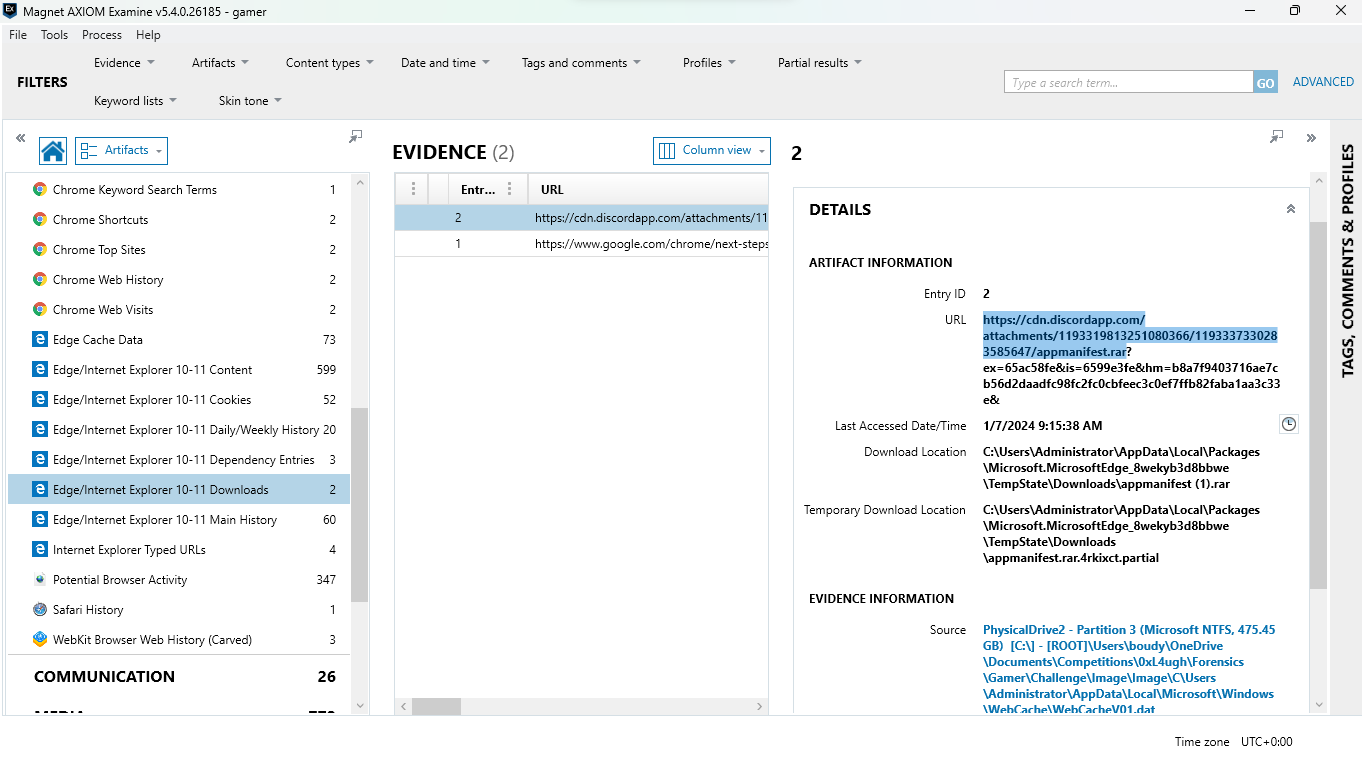 Magnet AXIOM Examine v5.4.0.26185 - gamer
File Tools Process Help
FILTERS
Evidence Artifacts Content types Date and time Tags and comments Profiles Partial results
Keyword lists Skin tone
Type a search term...
GO
ADVANCED
Artifacts
Chrome Keyword Search Terms 1
Chrome Shortcuts 2
Chrome Top Sites 2
Chrome Web History 2
Chrome Web Visits 2
Edge Cache Data 73
Edge/Internet Explorer 10-11 Content 599
Edge/Internet Explorer 10-11 Cookies 52
Edge/Internet Explorer 10-11 Daily/Weekly History 20
Edge/Internet Explorer 10-11 Dependency Entries 3
Edge/Internet Explorer 10-11 Downloads 2
Edge/Internet Explorer 10-11 Main History 60
Internet Explorer Typed URLs 4
Potential Browser Activity 347
Safari History 1
WebKit Browser Web History (Carved) 3
COMMUNICATION 26
EVIDENCE (2)
Column view
Entr... URL
2 https://cdn.discordapp.com/attachments/11
1 https://www.google.com/chrome/next-steps
2
DETAILS
ARTIFACT INFORMATION
Entry ID 2
URL https://cdn.discordapp.com/
attachments/1193319813251080366/119333733028
3585647/appmanifest.rar?
ex=65ac58fe&is=6599e3fe&hm=b8a7f9403716ae7c
b56d2daadfc98fc2fc0cbfeec3c0ef7ffb82faba1aa3c33
e&
Last Accessed Date/Time 1/7/2024 9:15:38 AM
Download Location C:\Users\Administrator\AppData\Local\Packages
\Microsoft.MicrosoftEdge_8wekyb3d8bbwe
\TempState\Downloads\appmanifest (1).rar
Temporary Download Location C:\Users\Administrator\AppData\Local\Packages
\Microsoft.MicrosoftEdge_8wekyb3d8bbwe
\TempState\Downloads
\appmanifest.rar.4rkixct.partial
EVIDENCE INFORMATION
Source PhysicalDrive2 - Partition 3 (Microsoft NTFS, 475.45
GB) [C:\] - [ROOT]\Users\boudy\OneDrive
\Documents\Competitions\0xL4ugh\Forensics
\Gamer\Challenge\Image\Image\C\Users
\Administrator\AppData\Local\Microsoft\Windows
\WebCache\WebCacheV01.dat
TAGS, COMMENTS & PROFILES
Time zone UTC+0:00